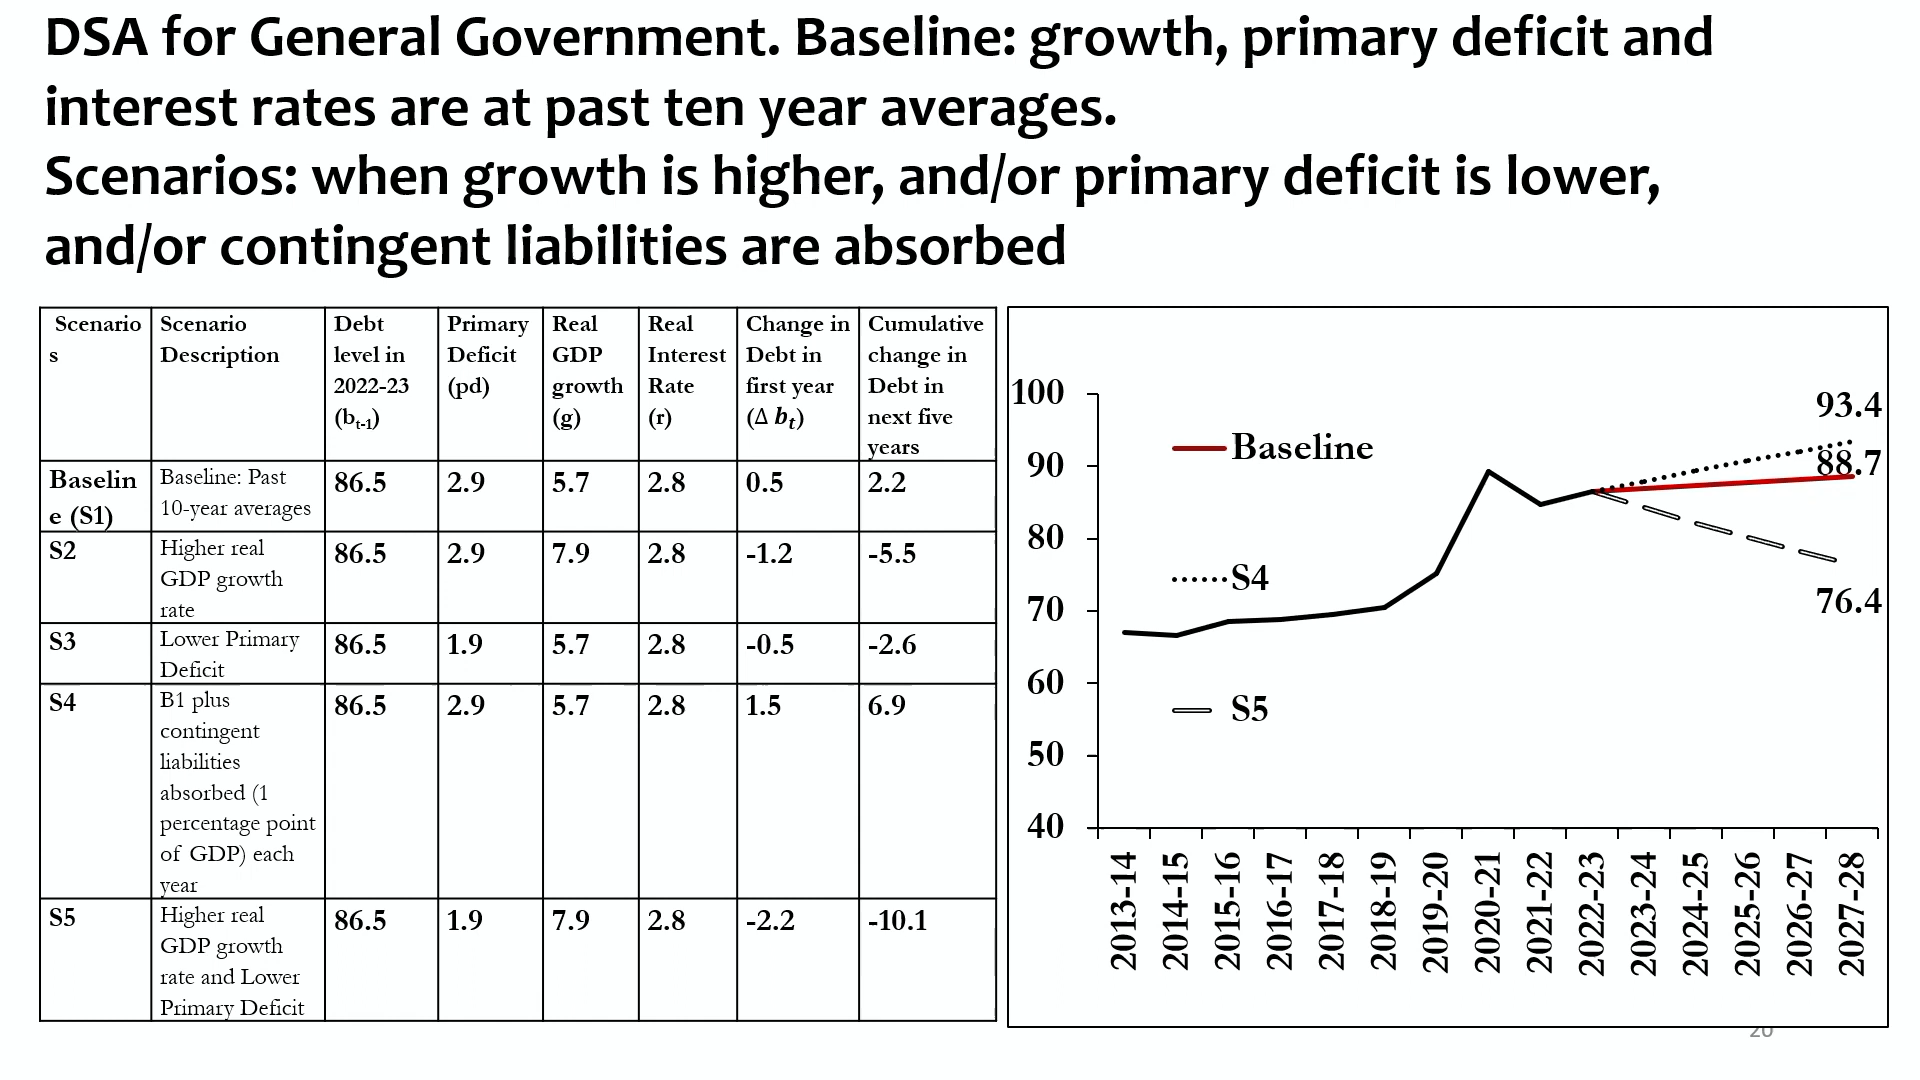 DSA for General Government. Baseline: growth, primary deficit and
interest rates are at past ten year averages.
Scenarios: when growth is higher, and/or primary deficit is lower,
and/or contingent liabilities are absorbed
Scenario
s
Scenario
Description
Debt
level in
2022-23
(bt-1)
Primary
Deficit
(pd)
Real
GDP
growth
(g)
Real
Interest
Rate
(r)
Change in
Debt in
first year
(Δ bt)
Cumulative
change in
Debt in
next five
years
Baselin
e (S1)
Baseline: Past
10-year averages
86.5
2.9
5.7
2.8
0.5
2.2
S2
Higher real
GDP growth
rate
86.5
2.9
7.9
2.8
-1.2
-5.5
S3
Lower Primary
Deficit
86.5
1.9
5.7
2.8
-0.5
-2.6
S4
B1 plus
contingent
liabilities
absorbed (1
percentage point
of GDP) each
year
86.5
2.9
5.7
2.8
1.5
6.9
S5
Higher real
GDP growth
rate and Lower
Primary Deficit
86.5
1.9
7.9
2.8
-2.2
-10.1
100
90
80
70
60
50
40
Baseline
S4
S5
93.4
88.7
76.4
2013-14
2014-15
2015-16
2016-17
2017-18
2018-19
2019-20
2020-21
2021-22
2022-23
2023-24
2024-25
2025-26
2026-27
2027-28
20